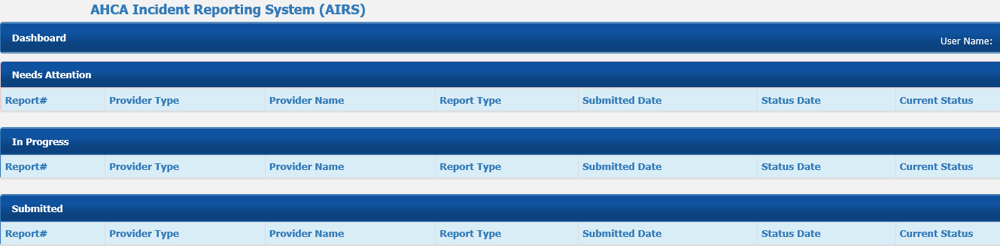 AHCA Incident Reporting System (AIRS)
Dashboard
User Name:
Needs Attention
Report# Provider Type Provider Name Report Type Submitted Date Status Date Current Status
In Progress
Report# Provider Type Provider Name Report Type Submitted Date Status Date Current Status
Submitted
Report# Provider Type Provider Name Report Type Submitted Date Status Date Current Status